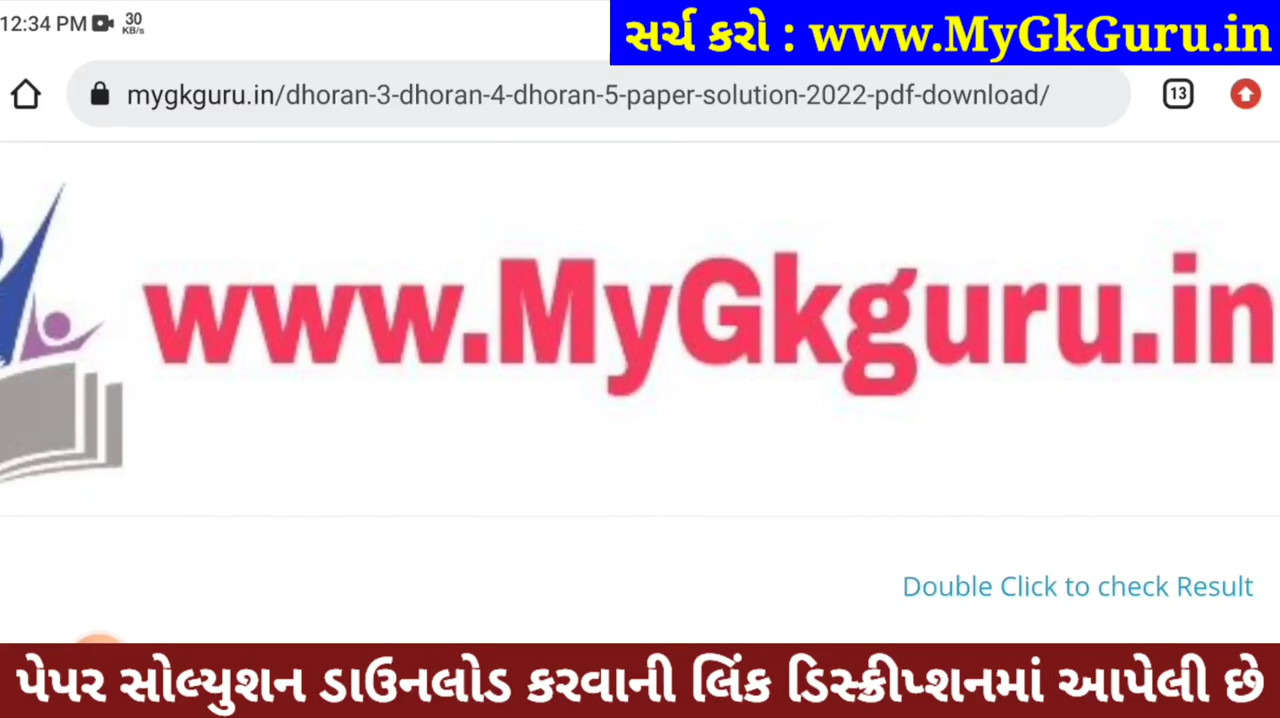 12:34 PM 30 KB/s
સર્ચ કરો : www.MyGkGuru.in
mygkguru.in/dhoran-3-dhoran-4-dhoran-5-paper-solution-2022-pdf-download/
13
www.MyGkguru.in
Double Click to check Result
પેપર સોલ્યુશન ડાઉનલોડ કરવાની લિંક ડિસ્ક્રીપ્શનમાં આપેલી છે